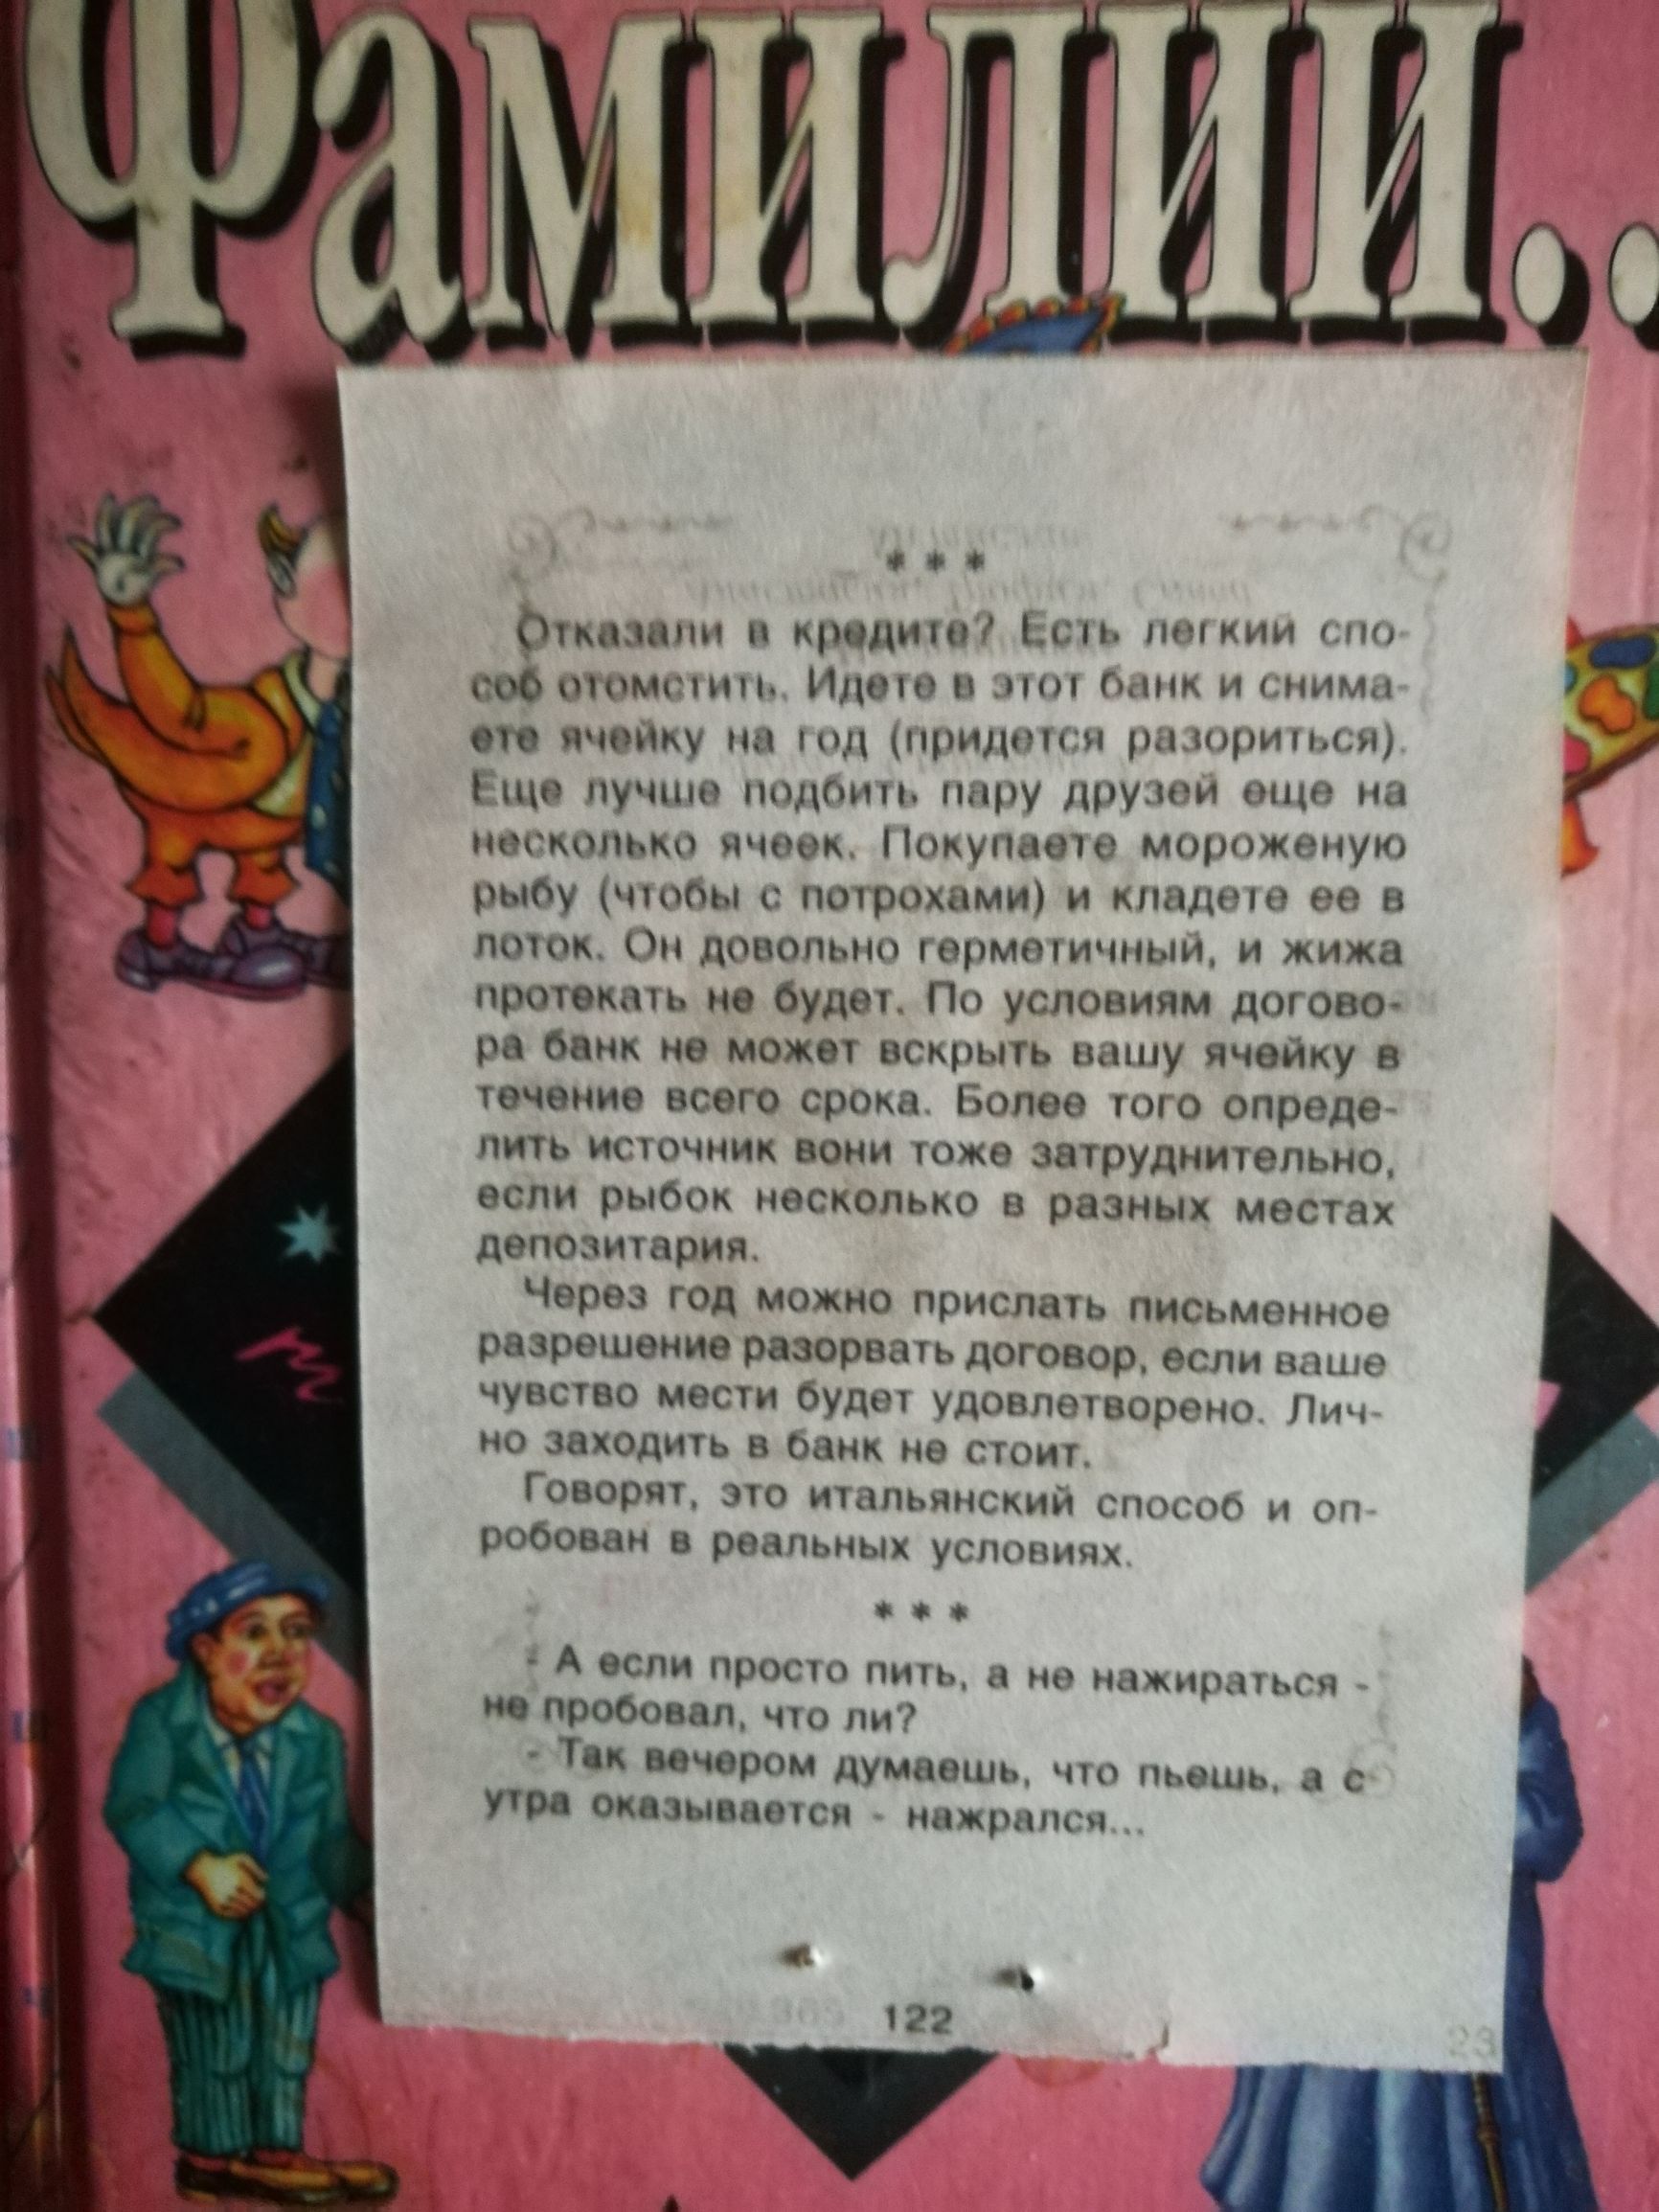 Фамилии..
* * *
Отказали в кредите? Есть легкий спо-
соб отомстить. Идете в этот банк и снима-
ете ячейку на год (придется разориться).
Еще лучше подбить пару друзей еще на
несколько ячеек. Покупаете мороженую
рыбу (чтобы с потрохами) и кладете ее в
лоток. Он довольно герметичный, и жижа
протекать не будет. По условиям догово-
ра банк не может вскрыть вашу ячейку в
течение всего срока. Более того опреде-
лить источник вони тоже затруднительно,
если рыбок несколько в разных местах
депозитария.
Через год можно прислать письменное
разрешение разорвать договор, если ваше
чувство мести будет удовлетворено. Лич-
но заходить в банк не стоит.
Говорят, это итальянский способ и оп-
робован в реальных условиях.
* * *
- А если просто пить, а не нажираться -
не пробовал, что ли?
- Так вечером думаешь, что пьешь, а с
утра оказывается - нажрался...
122
23